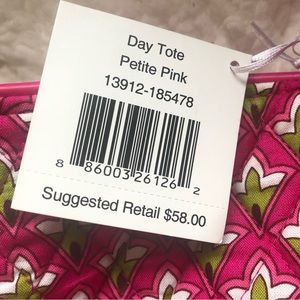 Day Tote
Petite Pink
13912-185478
8 86003 26126 2
Suggested Retail $58.00